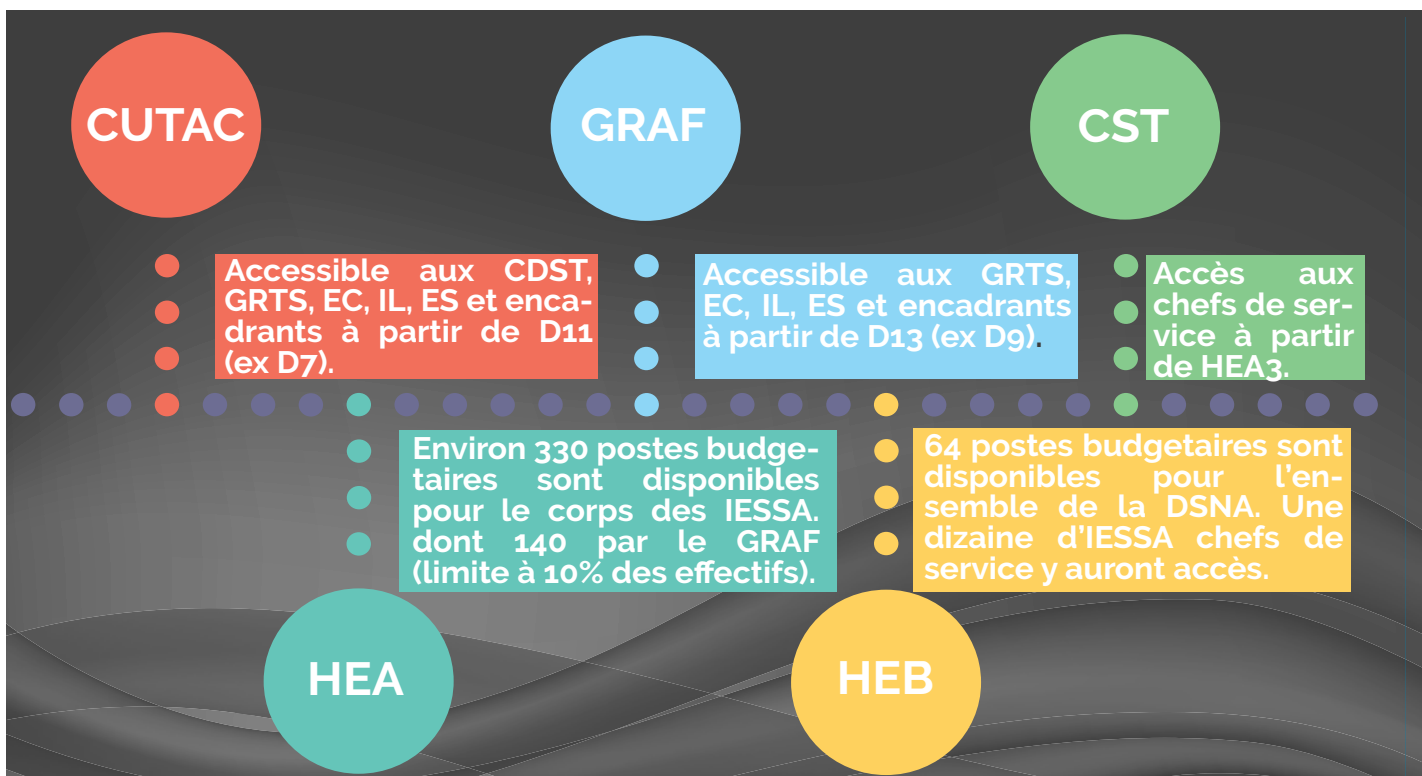 CUTAC
GRAF
CST
Accessible aux CDST,
GRTS, EC, IL, ES et enca-
drants à partir de D11
(ex D7).
Accessible aux GRTS,
EC, IL, ES et encadrants
à partir de D13 (ex D9).
Accès aux
chefs de ser-
vice à partir
de HEA3.
Environ 330 postes budge-
taires sont disponibles
pour le corps des IESSA.
dont 140 par le GRAF
(limite à 10% des effectifs).
64 postes budgetaires sont
disponibles pour l'en-
semble de la DSNA. Une
dizaine d'IESSA chefs de
service y auront accès.
HEA
HEB